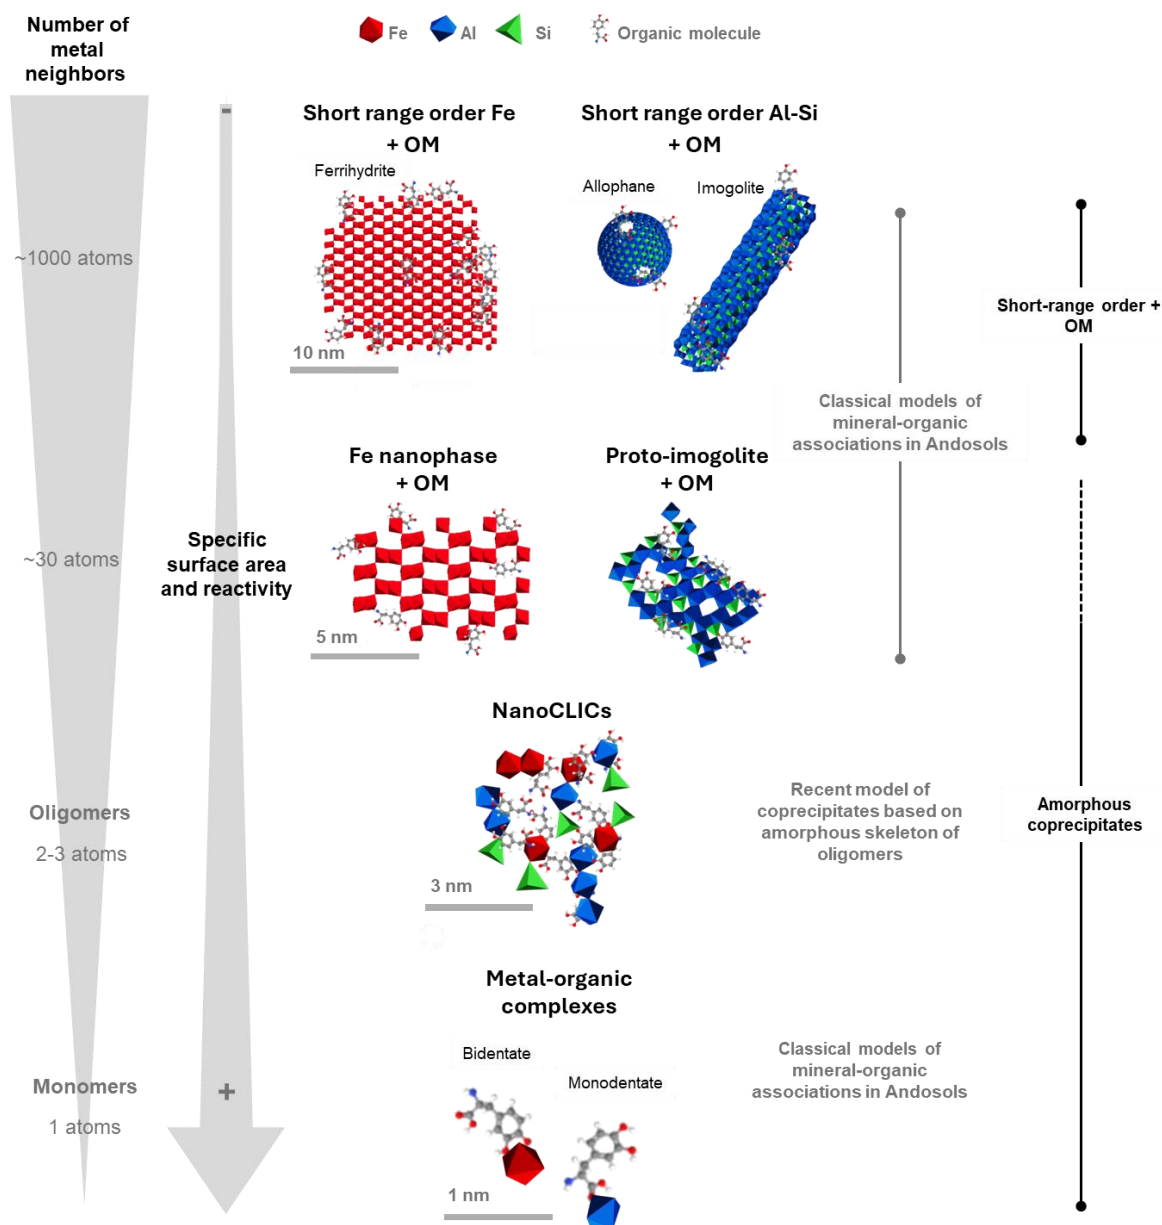 Number of
metal
neighbors
Fe
Al
Si
Organic molecule
-
Short range order Fe
+ OM
Short range order Al-Si
+ OM
Ferrihydrite
Allophane
Imogolite
~1000 atoms
10 nm
Short-range order +
OM
Classical models of
mineral-organic
associations in Andosols
Fe nanophase
+ OM
Proto-imogolite
+ OM
~30 atoms
Specific
surface area
and reactivity
5 nm
NanoCLICs
Oligomers
2-3 atoms
3 nm
Recent model of
coprecipitates based on
amorphous skeleton of
oligomers
Amorphous
coprecipitates
Metal-organic
complexes
Bidentate
Monodentate
Monomers
1 atoms
+
Classical models of
mineral-organic
associations in Andosols
1 nm